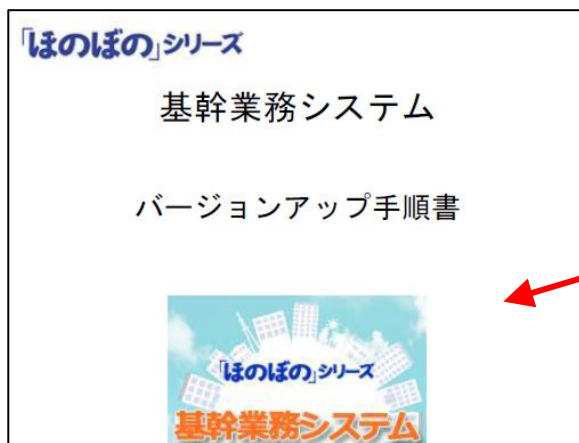 「ほのぼの」シリーズ
基幹業務システム
バージョンアップ手順書
「ほのぼの」シリーズ
基幹業務システム